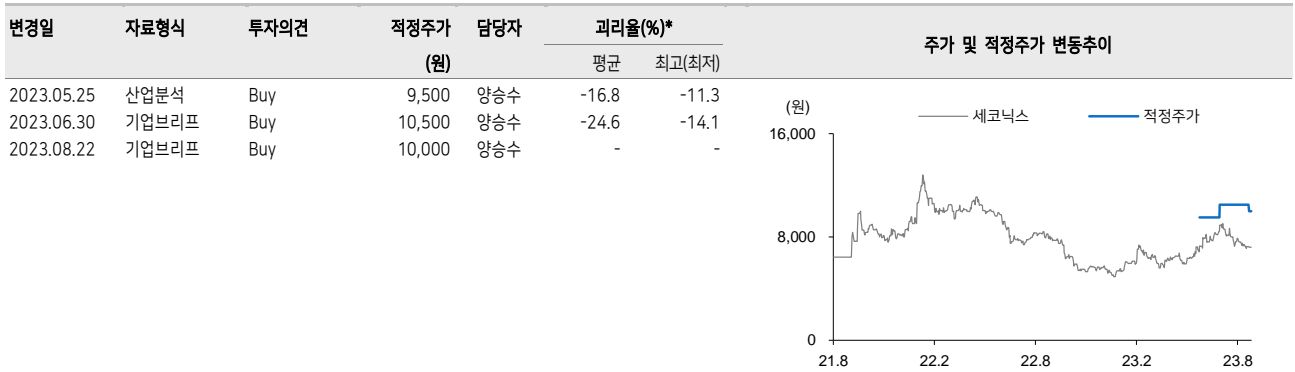 변경일 자료형식 투자의견 적정주가 담당자 괴리율(%)* 주가 및 적정주가 변동추이
(원) 평균 최고(최저)
2023.05.25 산업분석 Buy 9,500 양승수 -16.8 -11.3
2023.06.30 기업브리프 Buy 10,500 양승수 -24.6 -14.1
2023.08.22 기업브리프 Buy 10,000 양승수 - -
(원) 세코닉스 적정주가
16,000
8,000
0
21.8 22.2 22.8 23.2 23.8